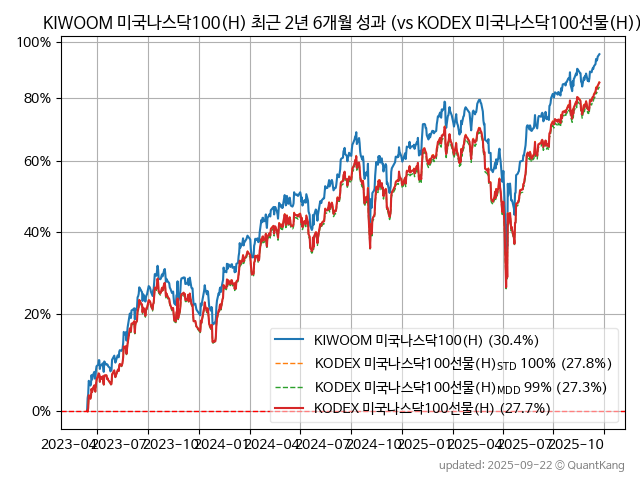 KIWOOM 미국나스닥100(H) 최근 2년 6개월 성과 (vs KODEX 미국나스닥100선물(H))
100%
80%
60%
40%
20%
0%
KIWOOM 미국나스닥100(H) (30.4%)
KODEX 미국나스닥100선물(H)STD 100% (27.8%)
KODEX 미국나스닥100선물(H)MDD 99% (27.3%)
KODEX 미국나스닥100선물(H) (27.7%)
2023-04 2023-07 2023-10 2024-01 2024-04 2024-07 2024-10 2025-01 2025-04 2025-07 2025-10
updated: 2025-09-22 © QuantKang